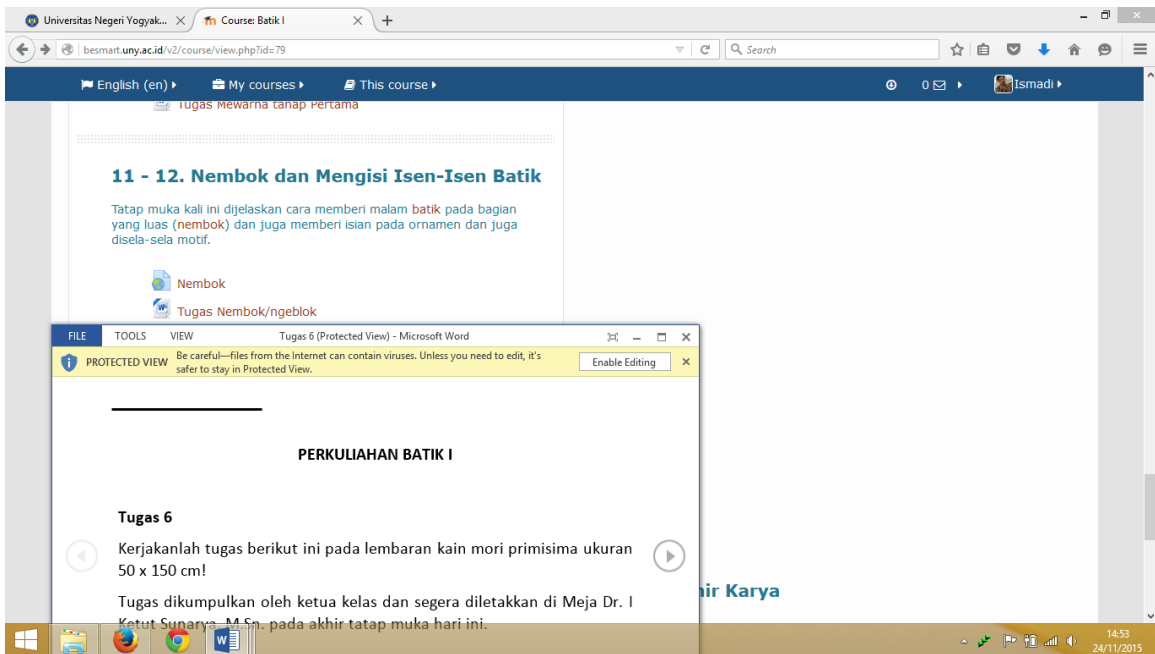 Universitas Negeri Yogyak...
Course: Batik I
besmart.uny.ac.id/v2/course/view.php?id=79
Search
English (en)
My courses
This course
0
Ismadi
Tugas Mewarna tahap Pertama
11 - 12. Nembok dan Mengisi Isen-Isen Batik
Tatap muka kali ini dijelaskan cara memberi malam batik pada bagian
yang luas (nembok) dan juga memberi isian pada ornamen dan juga
disela-sela motif.
Nembok
Tugas Nembok/ngeblok
FILE TOOLS VIEW Tugas 6 (Protected View) - Microsoft Word
PROTECTED VIEW Be careful—files from the Internet can contain viruses. Unless you need to edit, it's
safer to stay in Protected View.
Enable Editing
PERKULIAHAN BATIK I
Tugas 6
Kerjakanlah tugas berikut ini pada lembaran kain mori primisima ukuran
50 x 150 cm!
Tugas dikumpulkan oleh ketua kelas dan segera diletakkan di Meja Dr. I
Ketut Sunarya, M.Sn. pada akhir tatap muka hari ini.
hir Karya
14:53
24/11/2015